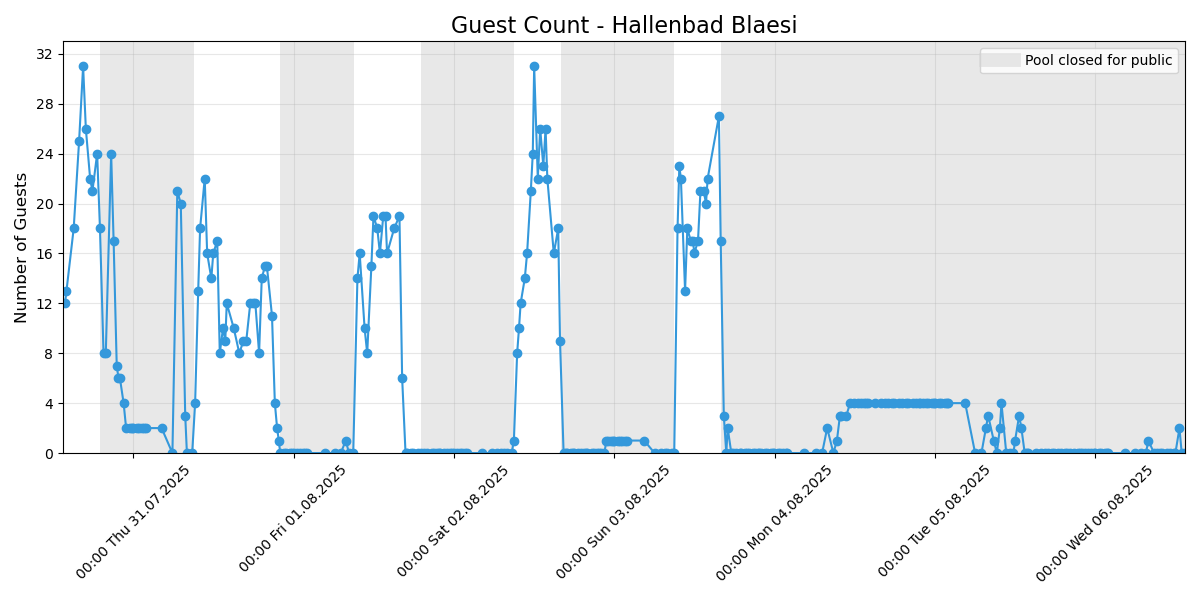 Guest Count - Hallenbad Blaesi
Pool closed for public
Number of Guests
32
28
24
20
16
12
8
4
0
00:00 Thu 31.07.2025
00:00 Fri 01.08.2025
00:00 Sat 02.08.2025
00:00 Sun 03.08.2025
00:00 Mon 04.08.2025
00:00 Tue 05.08.2025
00:00 Wed 06.08.2025